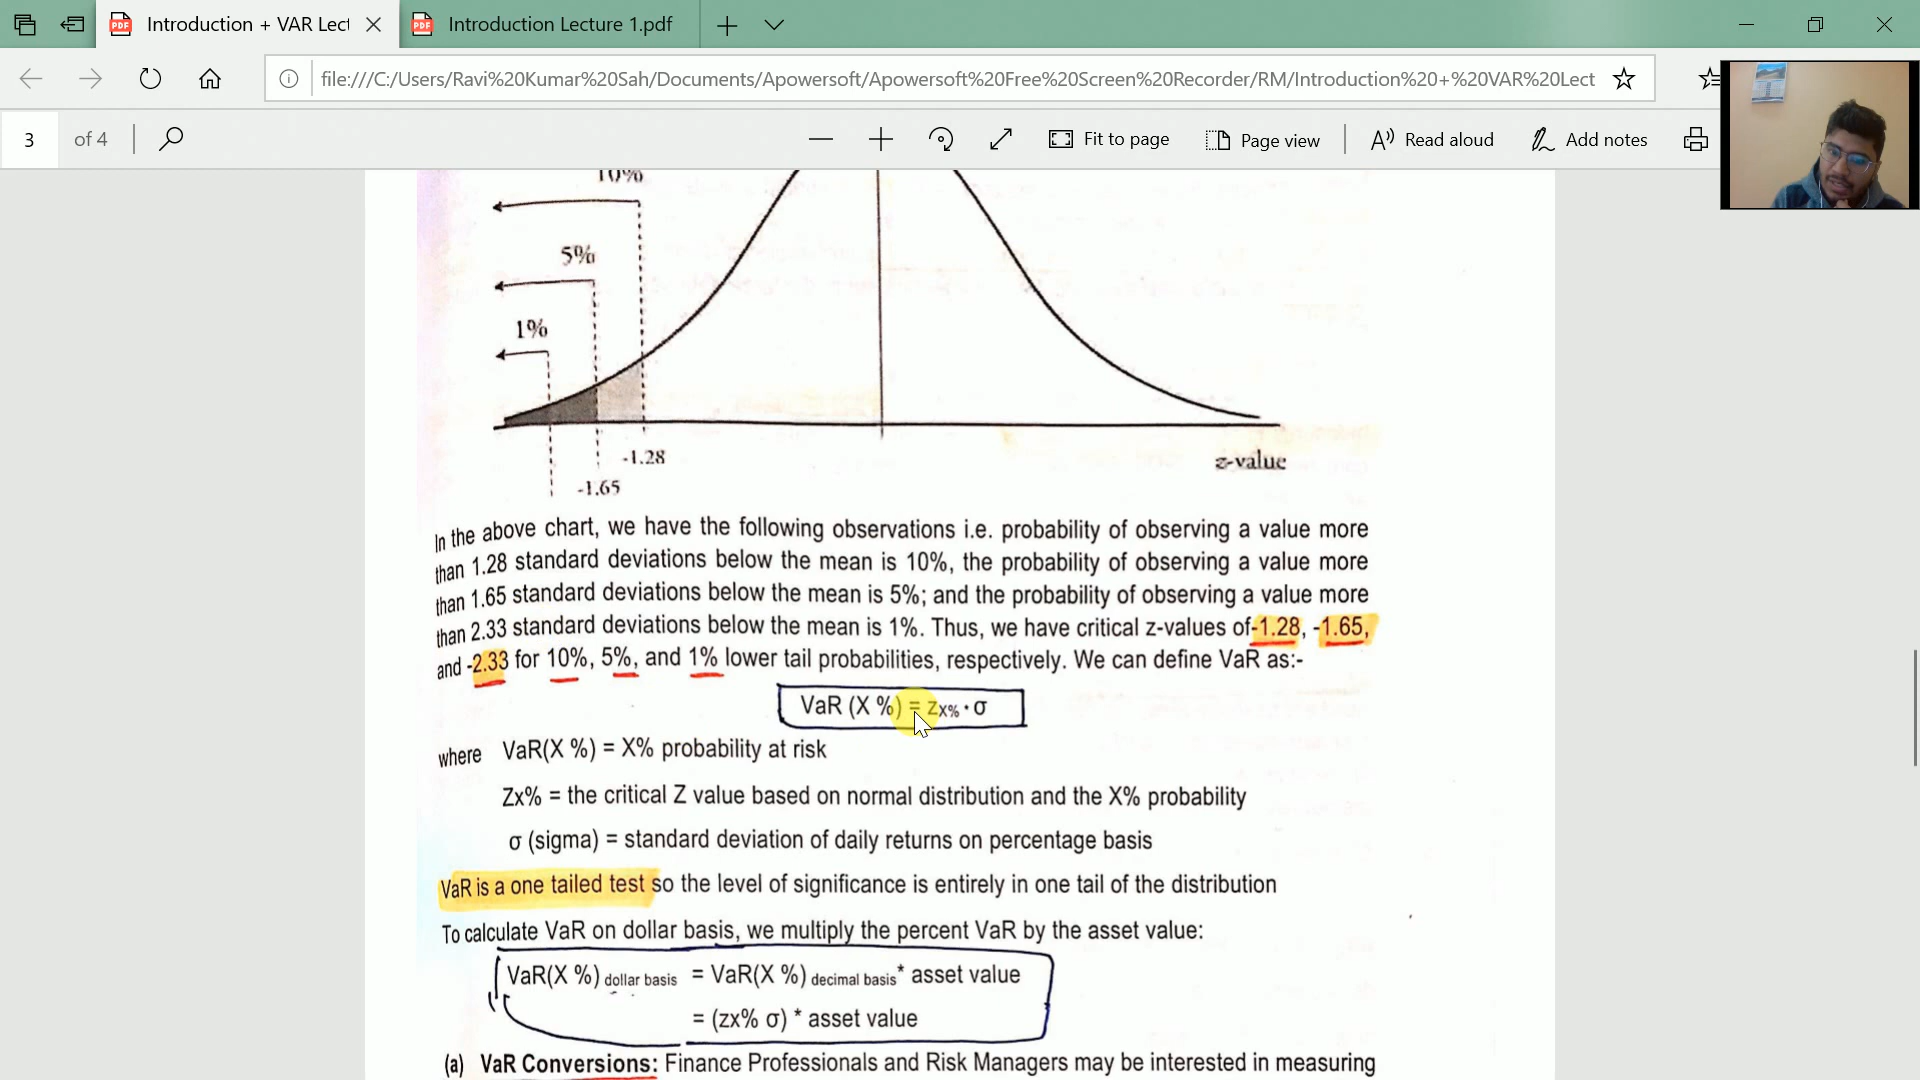 Introduction + VAR Lect
Introduction Lecture 1.pdf
file:///C:/Users/Ravi%20Kumar%20Sah/Documents/Apowersoft/Apowersoft%20Free%20Screen%20Recorder/RM/Introduction%20+%20VAR%20Lect
3 of 4
Fit to page
Page view
Read aloud
Add notes
10%
5%
1%
-1.28
z-value
-1.65
In the above chart, we have the following observations i.e. probability of observing a value more
than 1.28 standard deviations below the mean is 10%, the probability of observing a value more
than 1.65 standard deviations below the mean is 5%; and the probability of observing a value more
than 2.33 standard deviations below the mean is 1%. Thus, we have critical z-values of-1.28, -1.65,
and -2.33 for 10%, 5%, and 1% lower tail probabilities, respectively. We can define VaR as:-
VaR (X %) = zX% • σ
where VaR(X %) = X% probability at risk
Zx% = the critical Z value based on normal distribution and the X% probability
σ (sigma) = standard deviation of daily returns on percentage basis
VaR is a one tailed test so the level of significance is entirely in one tail of the distribution
To calculate VaR on dollar basis, we multiply the percent VaR by the asset value:
VaR(X %) dollar basis = VaR(X %) decimal basis* asset value
= (zx% σ) * asset value
(a) VaR Conversions: Finance Professionals and Risk Managers may be interested in measuring